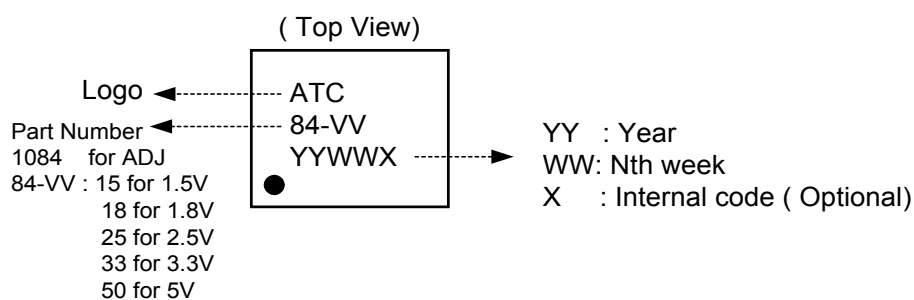 ( Top View)
Logo
ATC
84-VV
YYWWX
Part Number
1084 for ADJ
84-VV : 15 for 1.5V
18 for 1.8V
25 for 2.5V
33 for 3.3V
50 for 5V
YY : Year
WW: Nth week
X : Internal code ( Optional)